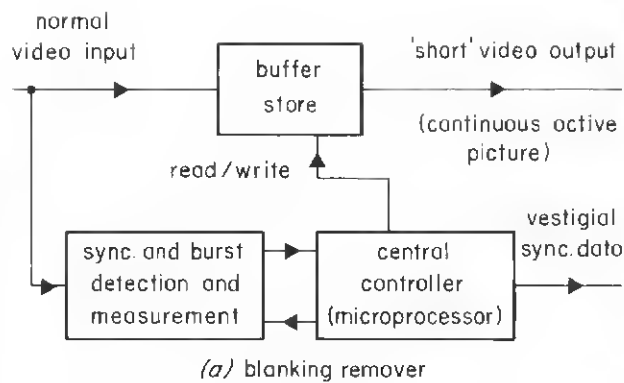 normal
video input
buffer
store
'short' video output
(continuous active
picture)
read/write
sync. and burst
detection and
measurement
central
controller
(microprocessor)
vestigial
sync. data
(a) blanking remover